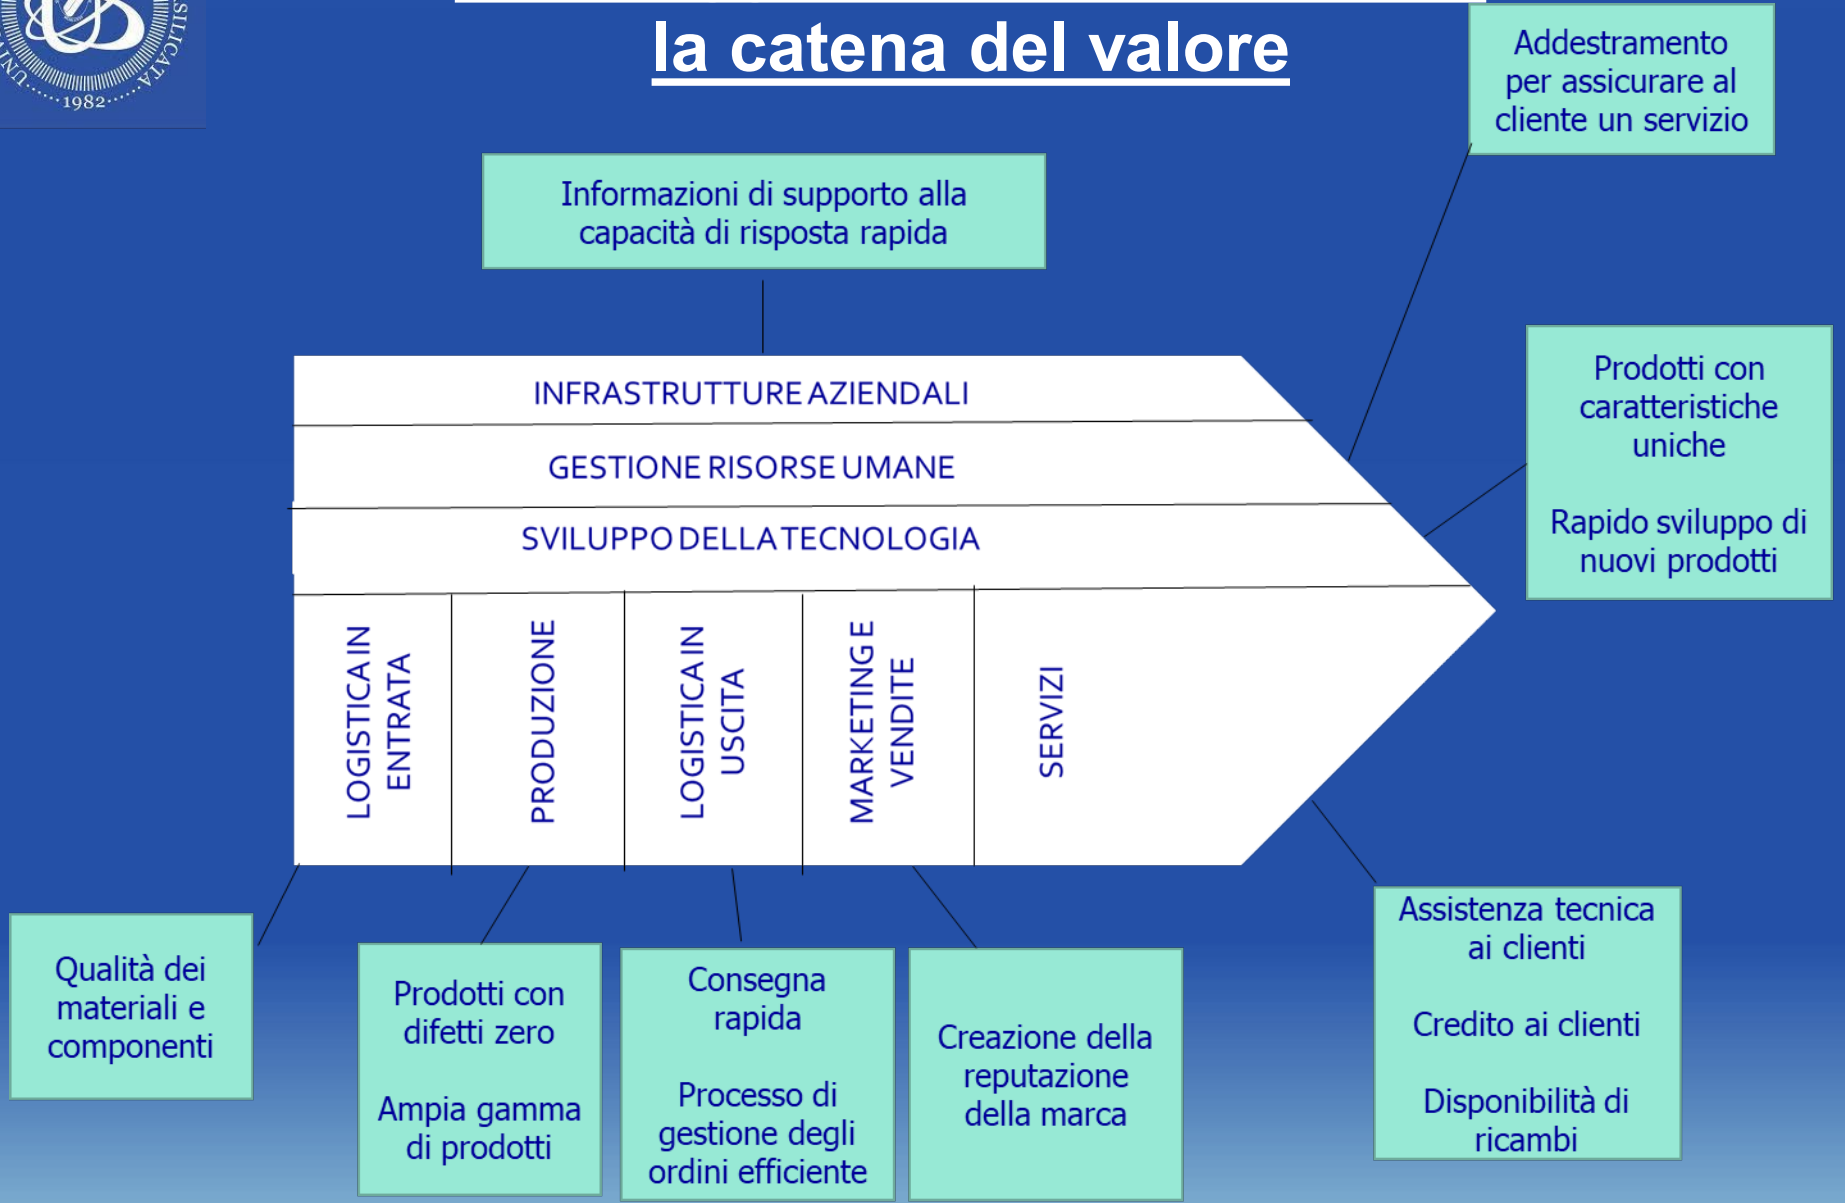 SILICATA
UNIV
1982
la catena del valore
Addestramento
per assicurare al
cliente un servizio
Informazioni di supporto alla
capacità di risposta rapida
Prodotti con
caratteristiche
uniche
Rapido sviluppo di
nuovi prodotti
INFRASTRUTTURE AZIENDALI
GESTIONE RISORSE UMANE
SVILUPPO DELLA TECNOLOGIA
LOGISTICA IN
ENTRATA
PRODUZIONE
LOGISTICA IN
USCITA
MARKETING E
VENDITE
SERVIZI
Qualità dei
materiali e
componenti
Prodotti con
difetti zero
Ampia gamma
di prodotti
Consegna
rapida
Processo di
gestione degli
ordini efficiente
Creazione della
reputazione
della marca
Assistenza tecnica
ai clienti
Credito ai clienti
Disponibilità di
ricambi